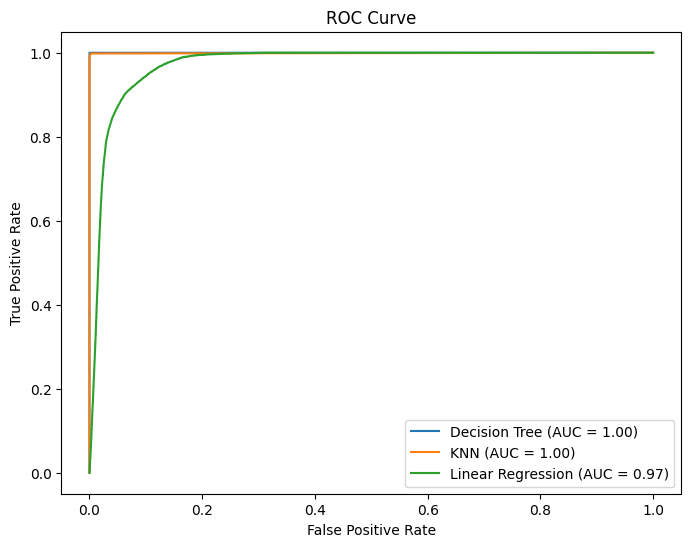 ROC Curve
True Positive Rate
1.0
0.8
0.6
0.4
0.2
0.0
Decision Tree (AUC = 1.00)
KNN (AUC = 1.00)
Linear Regression (AUC = 0.97)
0.0 0.2 0.4 0.6 0.8 1.0
False Positive Rate